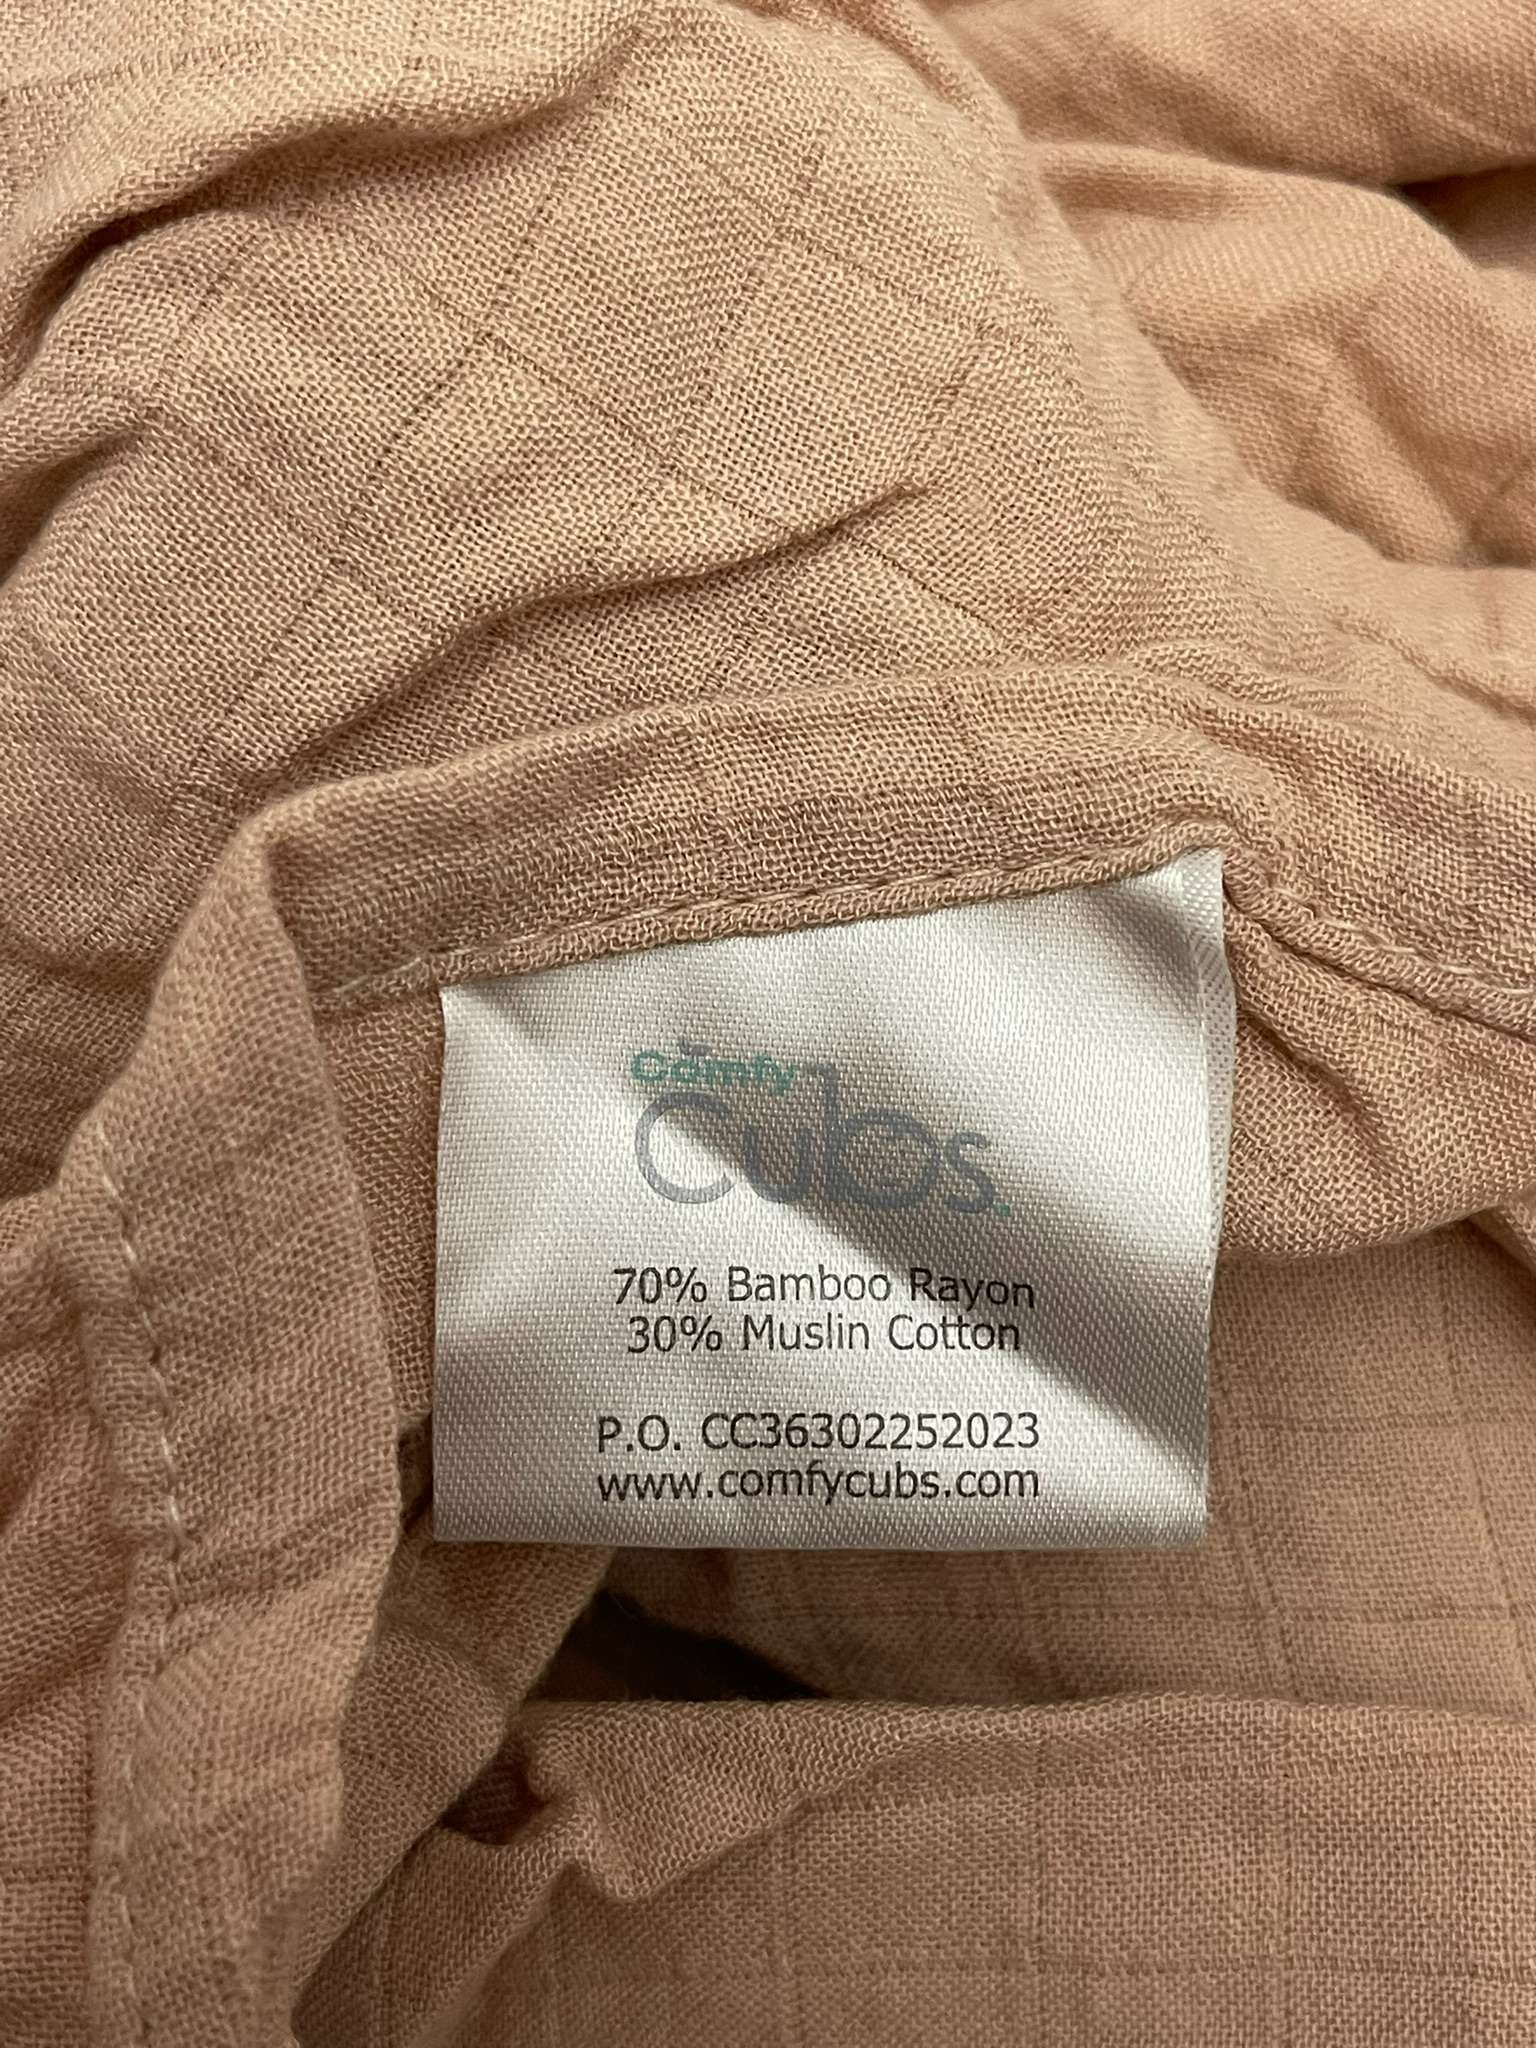 Comfy
Cubs.
70% Bamboo Rayon
30% Muslin Cotton
P.O. CC36302252023
www.comfycubs.com